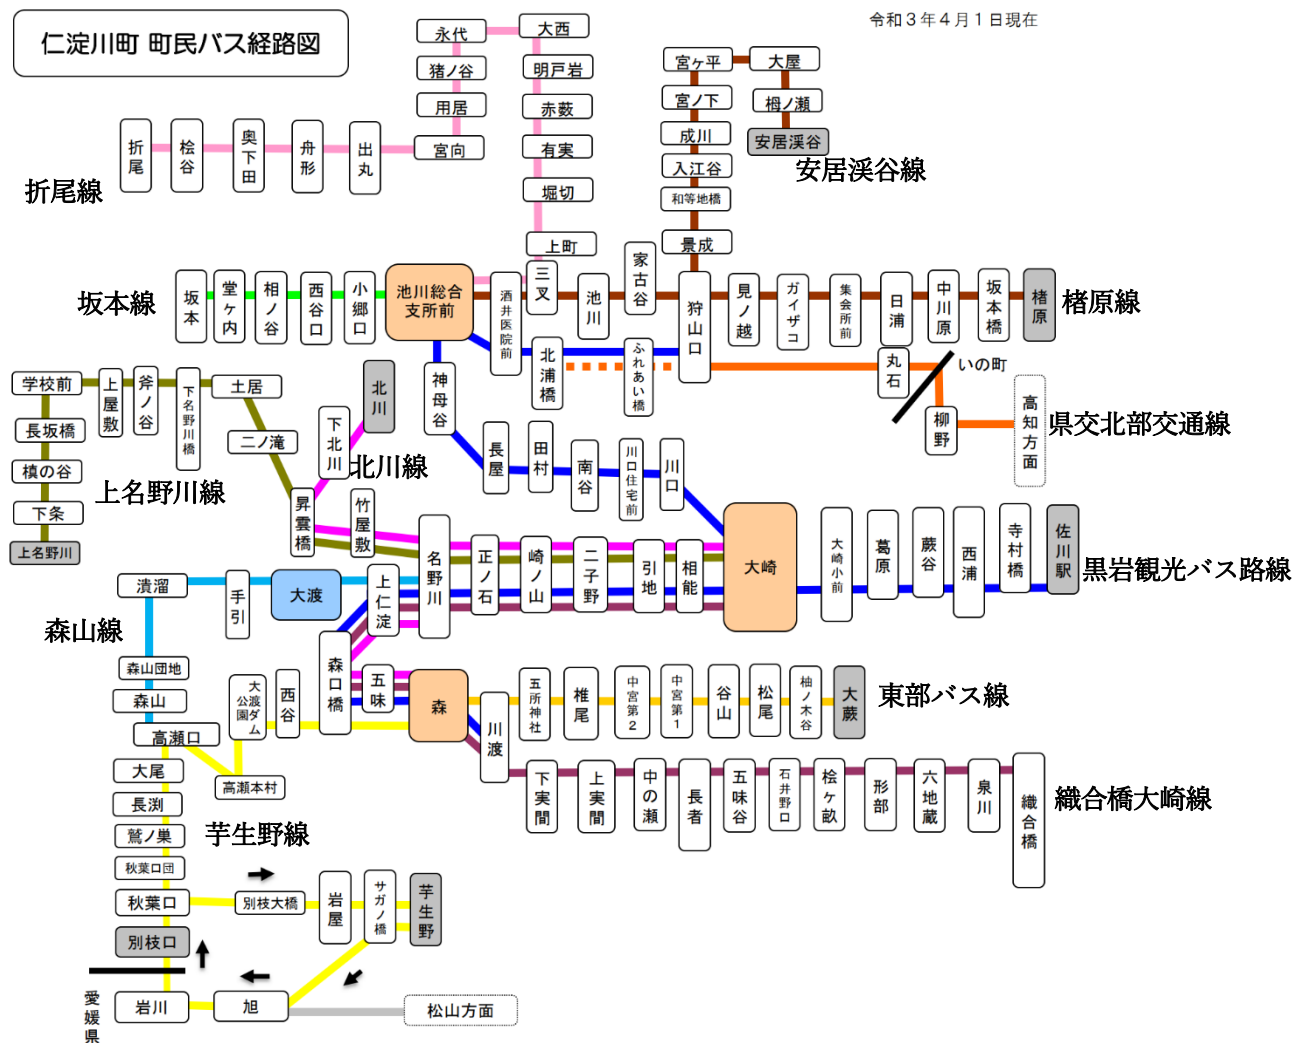 仁淀川町 町民バス経路図
令和３年４月１日現在
永代
大西
猪ノ谷
明戸岩
用居
赤薮
宮向
有実
堀切
上町
折尾
桧谷
奥下田
舟形
出丸
折尾線
宮ヶ平
大屋
宮ノ下
栂ノ瀬
成川
安居渓谷
入江谷
和等地橋
景成
安居渓谷線
坂本線
坂本
堂ヶ内
相ノ谷
西谷口
小郷口
池川総合
支所前
酒井医院前
三叉
池川
家古谷
狩山口
見ノ越
ガイザコ
集会所前
日浦
中川原
坂本橋
楮原
楮原線
北浦橋
ふれあい橋
丸石
いの町
柳野
高知方面
県交北部交通線
学校前
上屋敷
斧ノ谷
下名野川橋
土居
長坂橋
二ノ滝
槙の谷
下条
上名野川
上名野川線
北川
下北川
北川線
昇雲橋
竹屋敷
神母谷
長屋
田村
南谷
川口住宅前
川口
名野川
正ノ石
崎ノ山
二子野
引地
相能
大崎
大崎小前
葛原
蕨谷
西浦
寺村橋
佐川駅
黒岩観光バス路線
潰溜
手引
大渡
上仁淀
森山線
森山団地
森山
高瀬口
大渡ダム公園
西谷
森口橋
五味
森
川渡
五所神社
椎尾
中宮第２
中宮第１
谷山
松尾
柚ノ木谷
大蕨
東部バス線
大尾
高瀬本村
長渕
鷲ノ巣
秋葉口団
秋葉口
芋生野線
下実間
上実間
中の瀬
長者
五味谷
石井野口
桧ヶ畝
形部
六地蔵
泉川
織合橋
織合橋大崎線
別枝大橋
岩屋
サガノ橋
芋生野
別枝口
愛媛県
岩川
旭
松山方面